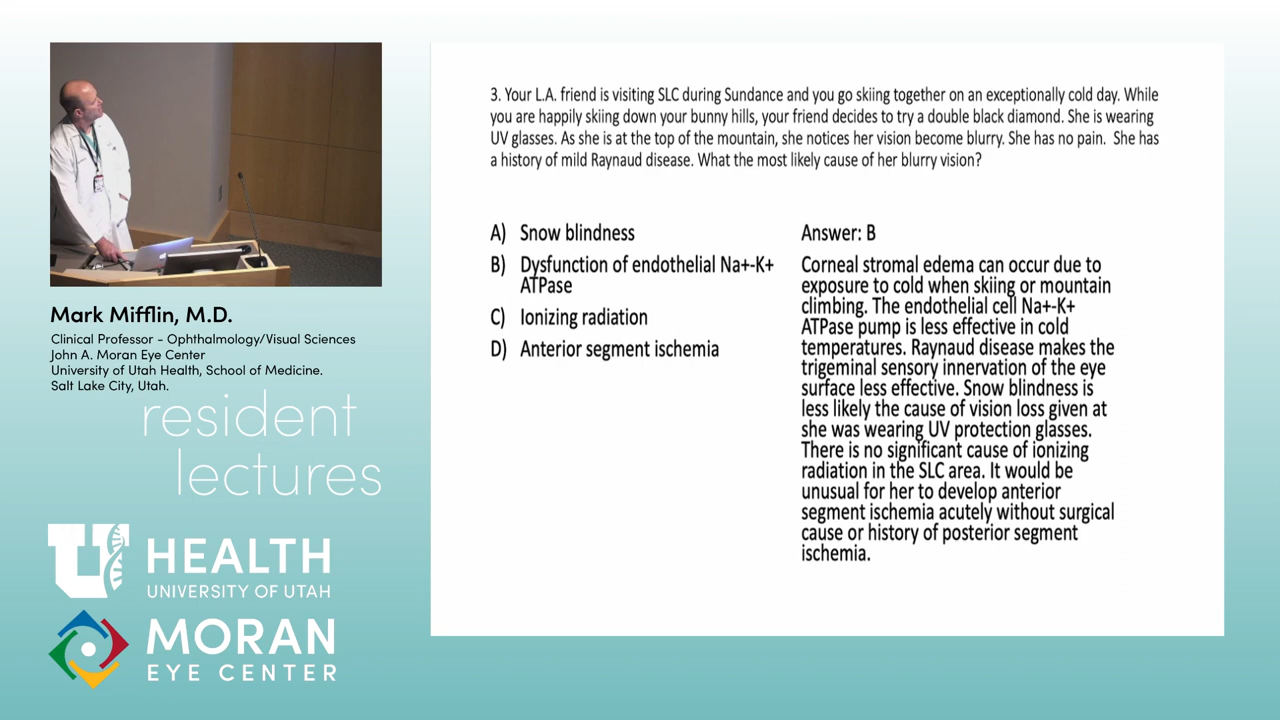 3. Your L.A. friend is visiting SLC during Sundance and you go skiing together on an exceptionally cold day. While
you are happily skiing down your bunny hills, your friend decides to try a double black diamond. She is wearing
UV glasses. As she is at the top of the mountain, she notices her vision become blurry. She has no pain. She has
a history of mild Raynaud disease. What the most likely cause of her blurry vision?
A) Snow blindness
B) Dysfunction of endothelial Na+-K+
ATPase
C) Ionizing radiation
D) Anterior segment ischemia
Answer: B
Corneal stromal edema can occur due to
exposure to cold when skiing or mountain
climbing. The endothelial cell Na+-K+
ATPase pump is less effective in cold
temperatures. Raynaud disease makes the
trigeminal sensory innervation of the eye
surface less effective. Snow blindness is
less likely the cause of vision loss given at
she was wearing UV protection glasses.
There is no significant cause of ionizing
radiation in the SLC area. It would be
unusual for her to develop anterior
segment ischemia acutely without surgical
cause or history of posterior segment
ischemia.
Mark Mifflin, M.D.
Clinical Professor - Ophthalmology/Visual Sciences
John A. Moran Eye Center
University of Utah Health, School of Medicine.
Salt Lake City, Utah.
resident
lectures
U HEALTH
UNIVERSITY OF UTAH
MORAN
EYE CENTER